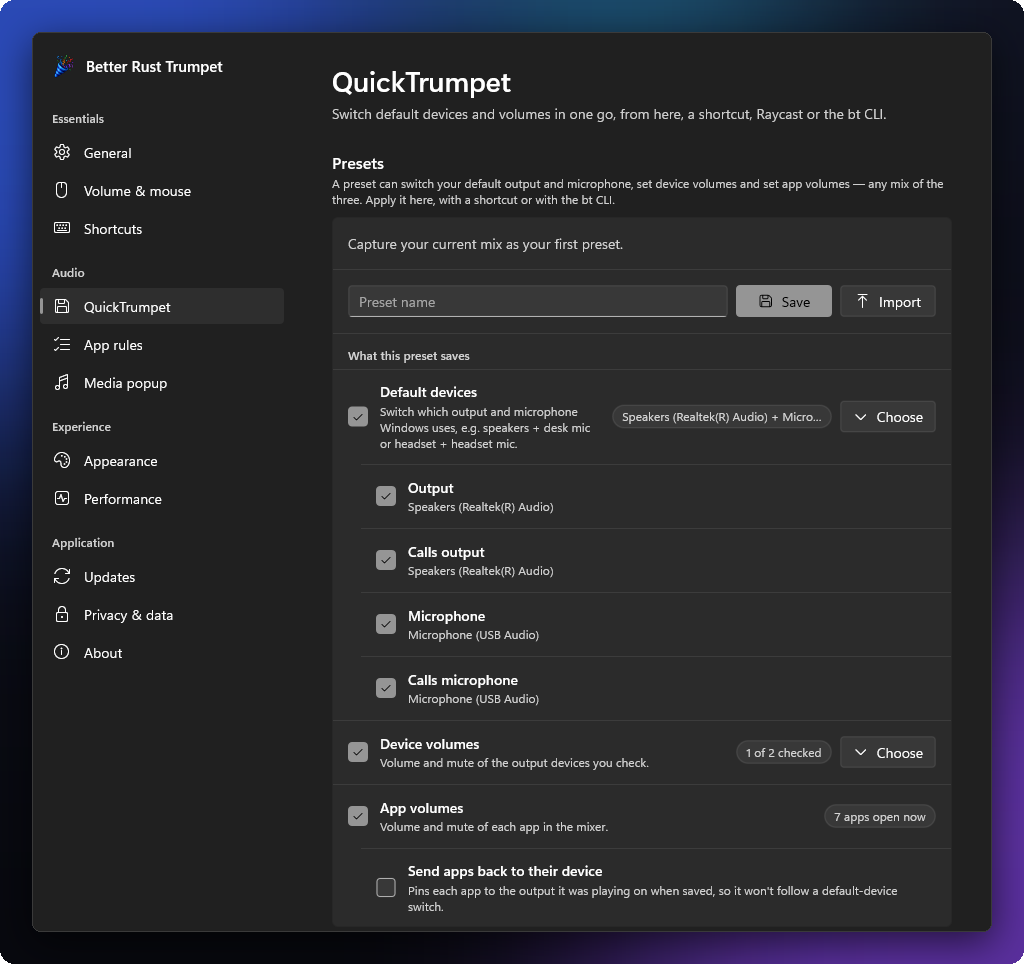 Better Rust Trumpet
Essentials
General
Volume & mouse
Shortcuts
Audio
QuickTrumpet
App rules
Media popup
Experience
Appearance
Performance
Application
Updates
Privacy & data
About
QuickTrumpet
Switch default devices and volumes in one go, from here, a shortcut, Raycast or the bt CLI.
Presets
A preset can switch your default output and microphone, set device volumes and set app volumes — any mix of the
three. Apply it here, with a shortcut or with the bt CLI.
Capture your current mix as your first preset.
Preset name
Save
Import
What this preset saves
Default devices
Switch which output and microphone
Windows uses, e.g. speakers + desk mic
or headset + headset mic.
Speakers (Realtek(R) Audio) + Micro...
Choose
Output
Speakers (Realtek(R) Audio)
Calls output
Speakers (Realtek(R) Audio)
Microphone
Microphone (USB Audio)
Calls microphone
Microphone (USB Audio)
Device volumes
Volume and mute of the output devices you check.
1 of 2 checked
Choose
App volumes
Volume and mute of each app in the mixer.
7 apps open now
Send apps back to their device
Pins each app to the output it was playing on when saved, so it won't follow a default-device
switch.